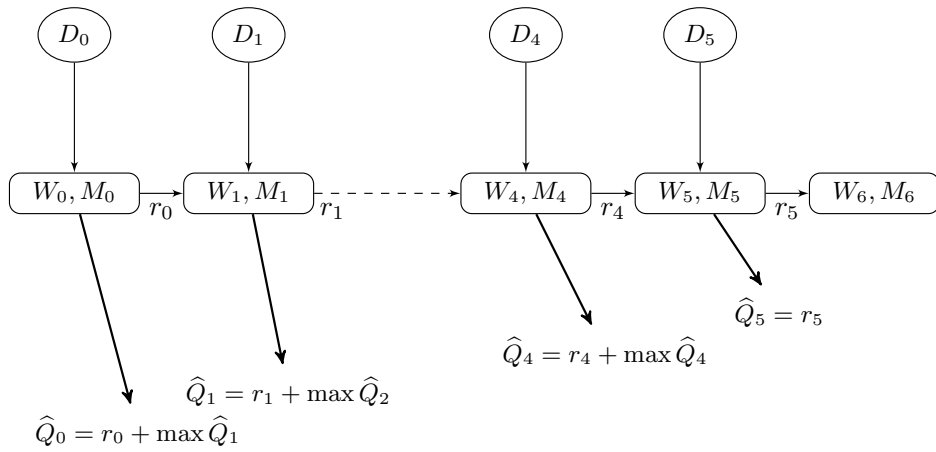 D₀ D₁ D₄ D₅
W₀, M₀ r₀ W₁, M₁ r₁ W₄, M₄ r₄ W₅, M₅ r₅ W₆, M₆
Q̂₅ = r₅
Q̂₄ = r₄ + max Q̂₄
Q̂₁ = r₁ + max Q̂₂
Q̂₀ = r₀ + max Q̂₁